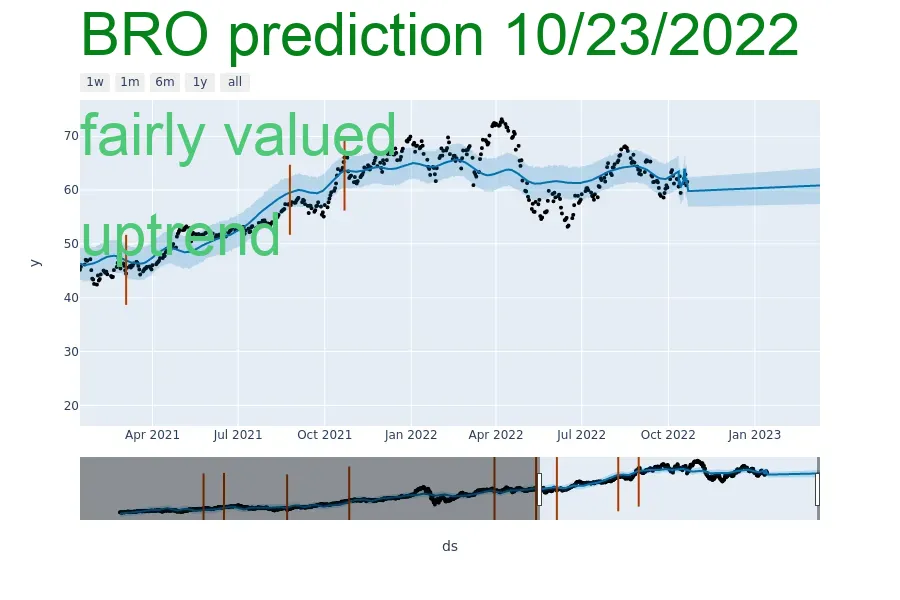 BRO prediction 10/23/2022
1w 1m 6m 1y all
fairly valued
uptrend
70
60
50
40
30
20
y
Apr 2021 Jul 2021 Oct 2021 Jan 2022 Apr 2022 Jul 2022 Oct 2022 Jan 2023
ds